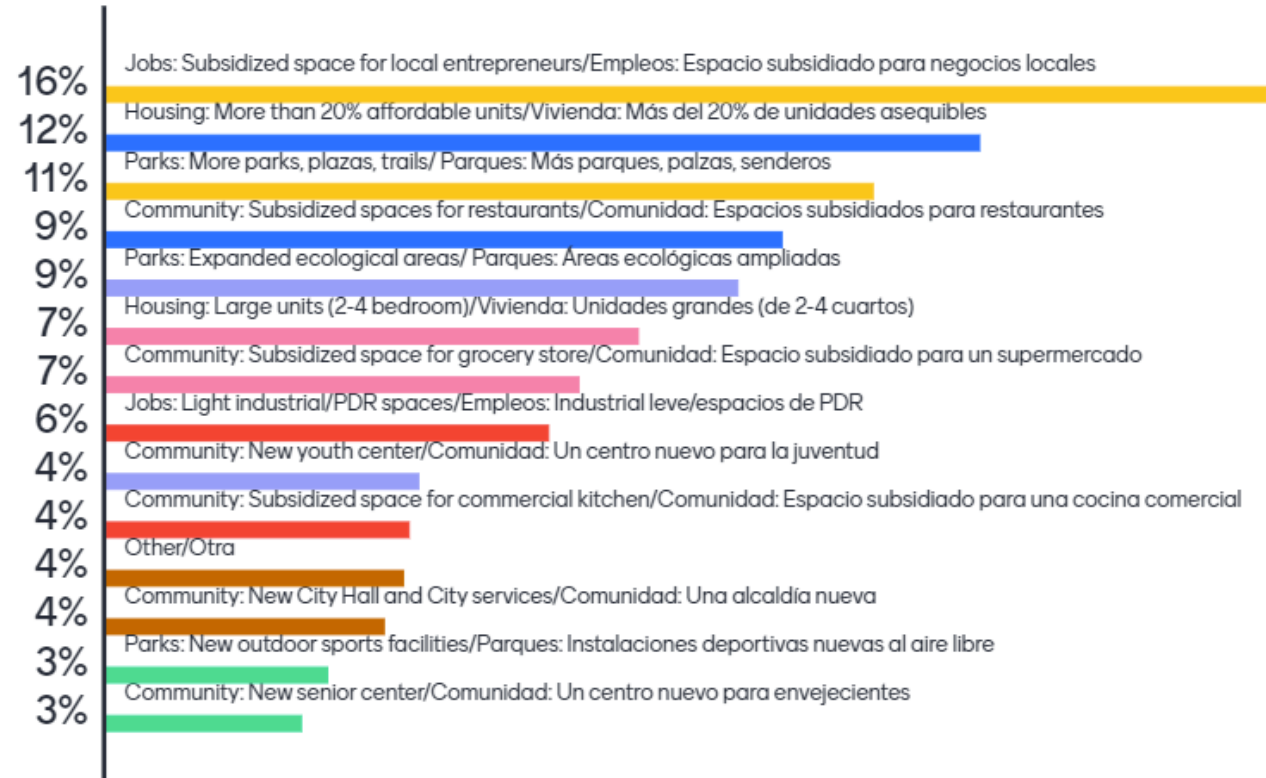 Jobs: Subsidized space for local entrepreneurs/Empleos: Espacio subsidiado para negocios locales
16%
Housing: More than 20% affordable units/Vivienda: Más del 20% de unidades asequibles
12%
Parks: More parks, plazas, trails/ Parques: Más parques, palzas, senderos
11%
Community: Subsidized spaces for restaurants/Comunidad: Espacios subsidiados para restaurantes
9%
Parks: Expanded ecological areas/ Parques: Áreas ecológicas ampliadas
9%
Housing: Large units (2-4 bedroom)/Vivienda: Unidades grandes (de 2-4 cuartos)
7%
Community: Subsidized space for grocery store/Comunidad: Espacio subsidiado para un supermercado
7%
Jobs: Light industrial/PDR spaces/Empleos: Industrial leve/espacios de PDR
6%
Community: New youth center/Comunidad: Un centro nuevo para la juventud
4%
Community: Subsidized space for commercial kitchen/Comunidad: Espacio subsidiado para una cocina comercial
4%
Other/Otra
4%
Community: New City Hall and City services/Comunidad: Una alcaldía nueva
4%
Parks: New outdoor sports facilities/Parques: Instalaciones deportivas nuevas al aire libre
3%
Community: New senior center/Comunidad: Un centro nuevo para envejecientes
3%